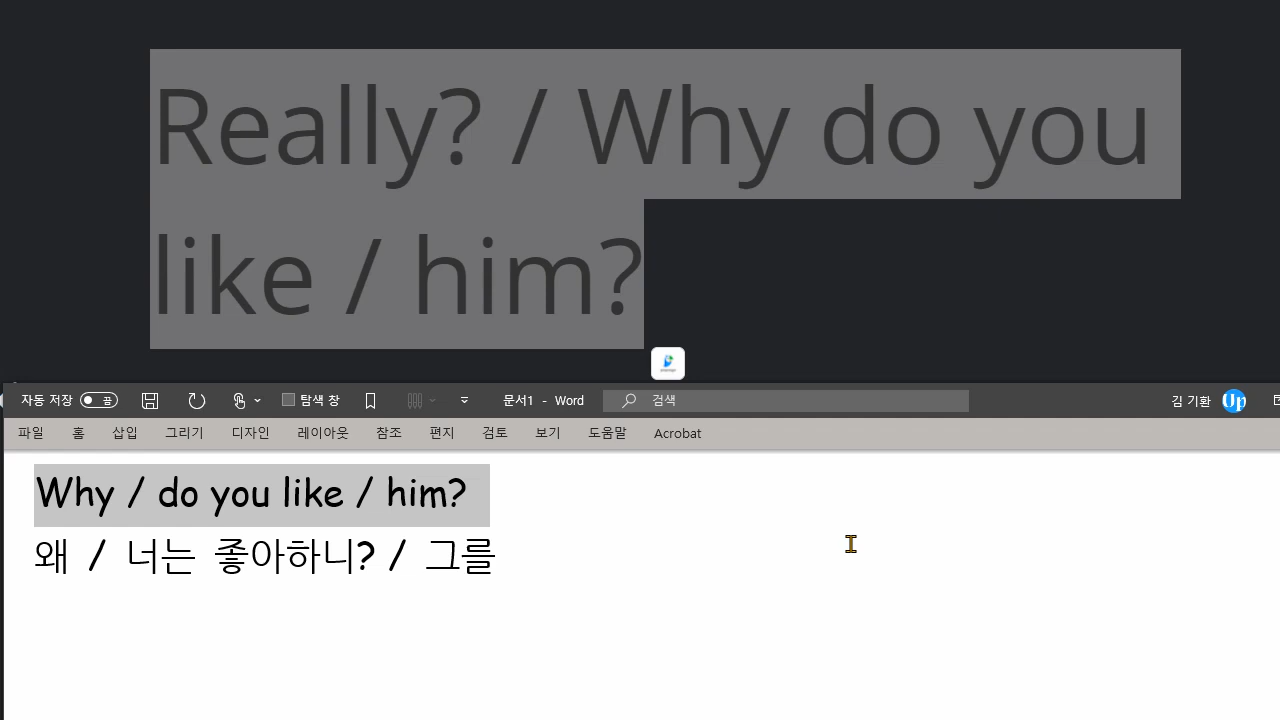 Really? / Why do you
like / him?
자동 저장 끔 탐색 창 문서1 - Word 검색 김 기환 Up
파일 홈 삽입 그리기 디자인 레이아웃 참조 편지 검토 보기 도움말 Acrobat
Why / do you like / him?
왜 / 너는 좋아하니? / 그를